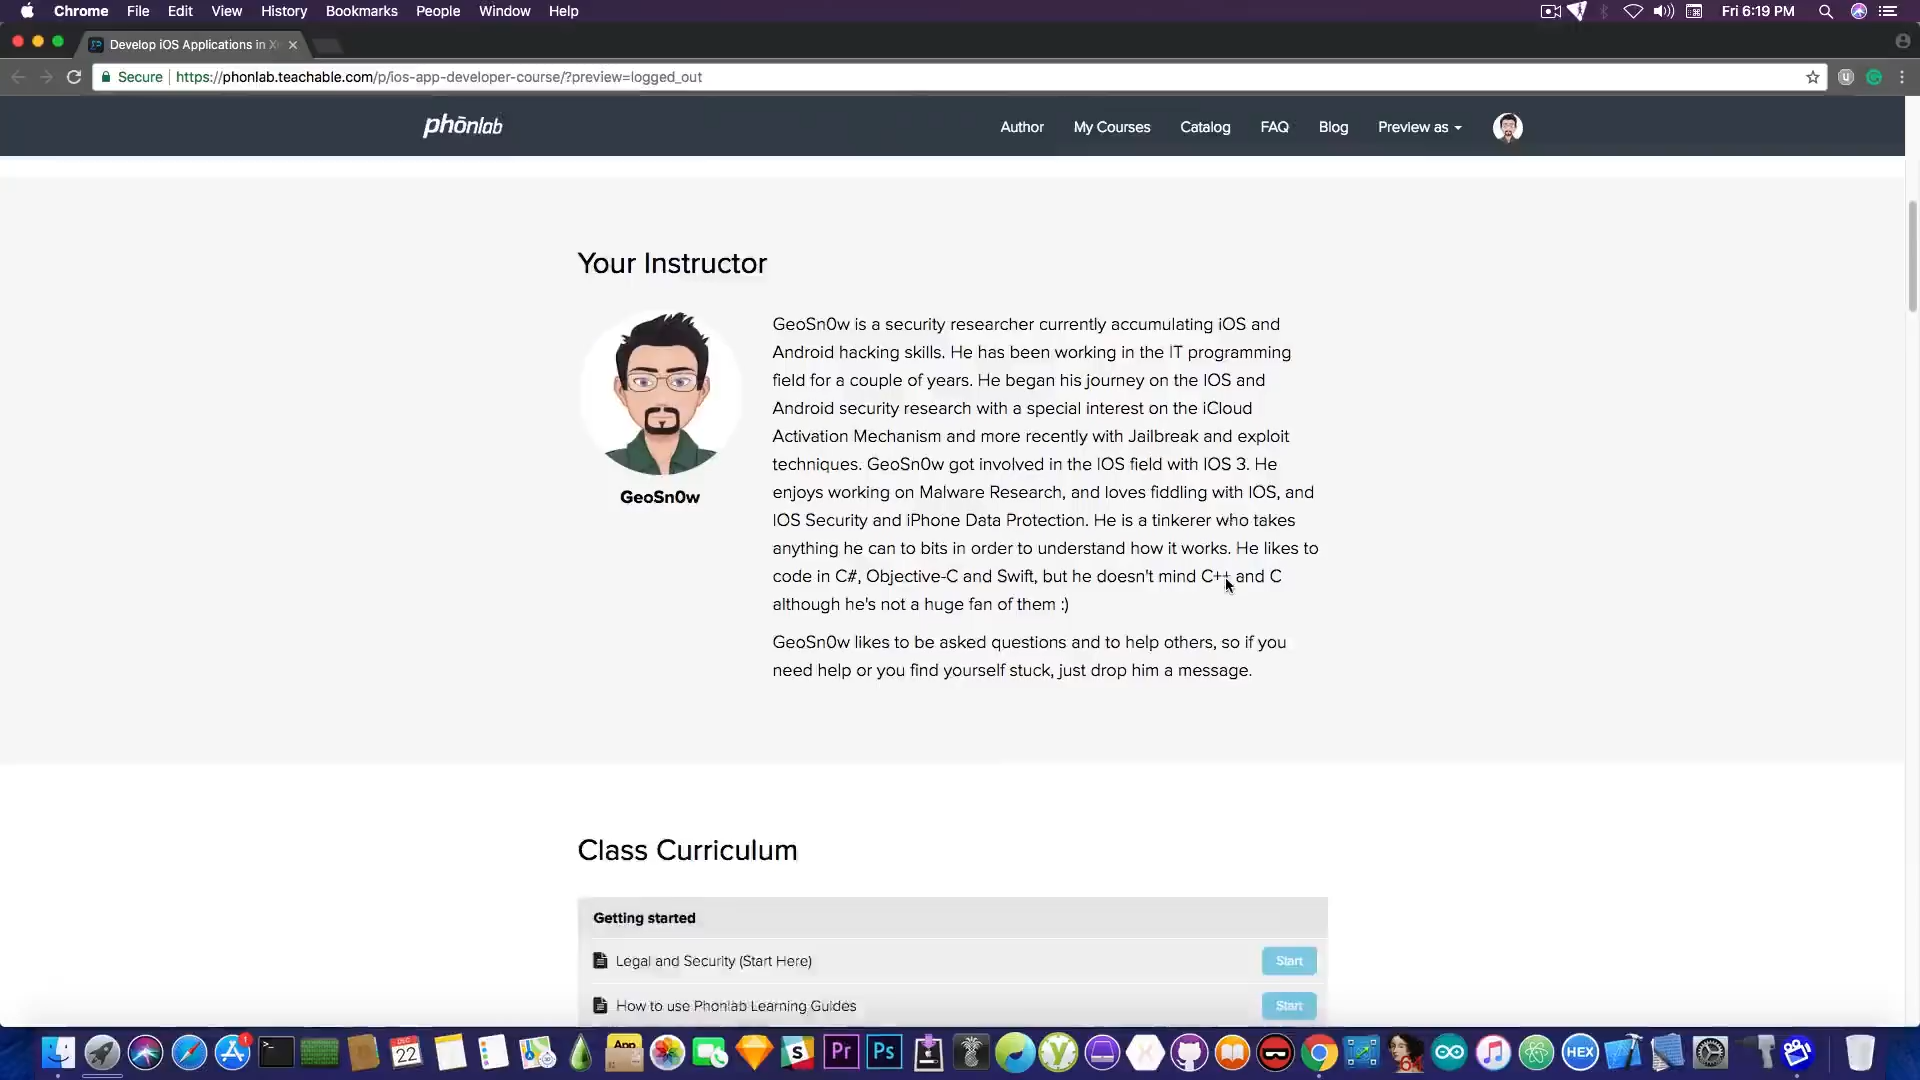 Chrome File Edit View History Bookmarks People Window Help Fri 6:19 PM
Develop iOS Applications in X
Secure https://phonlab.teachable.com/p/ios-app-developer-course/?preview=logged_out
phōnlab Author My Courses Catalog FAQ Blog Preview as
Your Instructor
GeoSn0w is a security researcher currently accumulating iOS and
Android hacking skills. He has been working in the IT programming
field for a couple of years. He began his journey on the IOS and
Android security research with a special interest on the iCloud
Activation Mechanism and more recently with Jailbreak and exploit
techniques. GeoSn0w got involved in the IOS field with IOS 3. He
enjoys working on Malware Research, and loves fiddling with IOS, and
IOS Security and iPhone Data Protection. He is a tinkerer who takes
anything he can to bits in order to understand how it works. He likes to
code in C#, Objective-C and Swift, but he doesn't mind C++ and C
although he's not a huge fan of them :)
GeoSn0w
GeoSn0w likes to be asked questions and to help others, so if you
need help or you find yourself stuck, just drop him a message.
Class Curriculum
Getting started
Legal and Security (Start Here) Start
How to use Phonlab Learning Guides Start
1 DEC 22 App S Pr Ps HEX